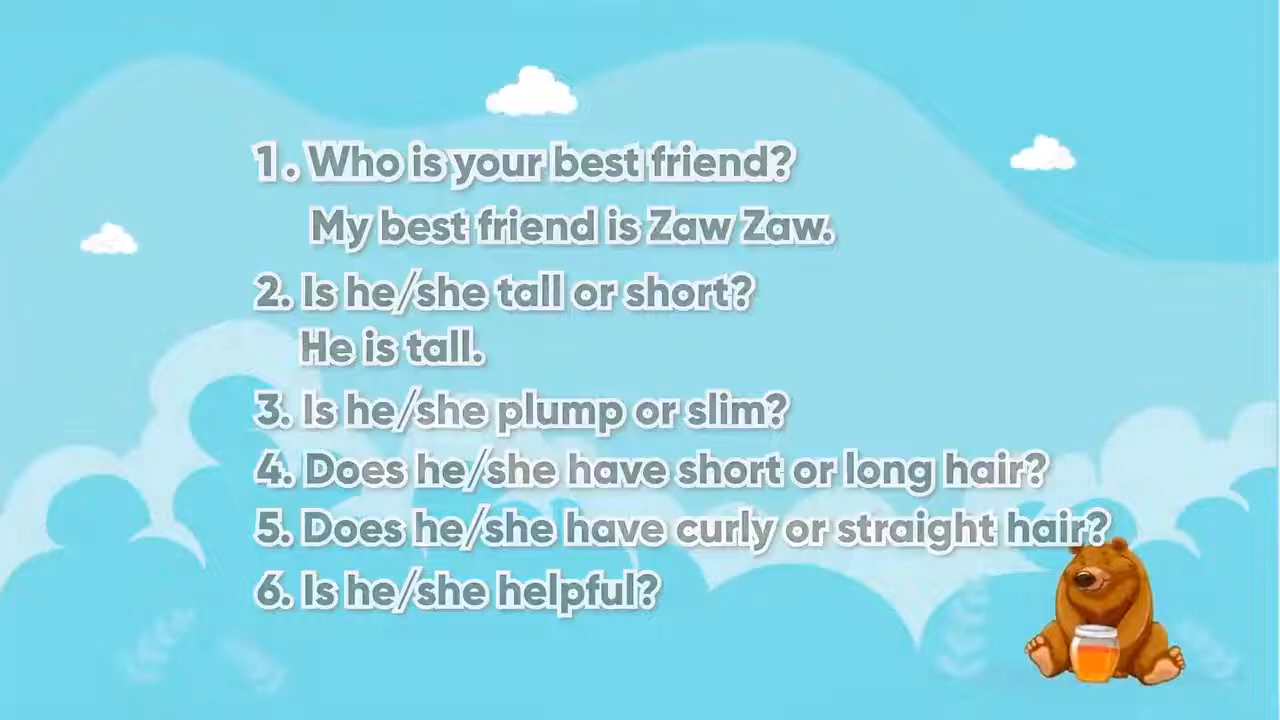 1. Who is your best friend?
My best friend is Zaw Zaw.
2. Is he/she tall or short?
He is tall.
3. Is he/she plump or slim?
4. Does he/she have short or long hair?
5. Does he/she have curly or straight hair?
6. Is he/she helpful?